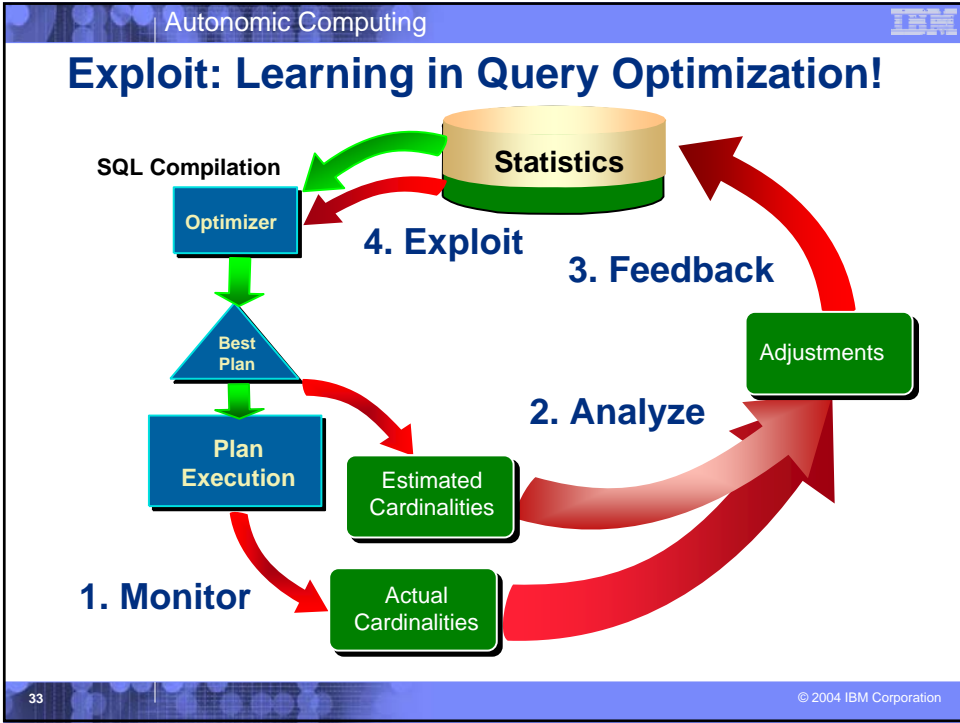 Autonomic Computing
IBM
Exploit: Learning in Query Optimization!
SQL Compilation
Statistics
Optimizer
4. Exploit
3. Feedback
Best
Plan
Adjustments
2. Analyze
Plan
Execution
Estimated
Cardinalities
1. Monitor
Actual
Cardinalities
33
© 2004 IBM Corporation